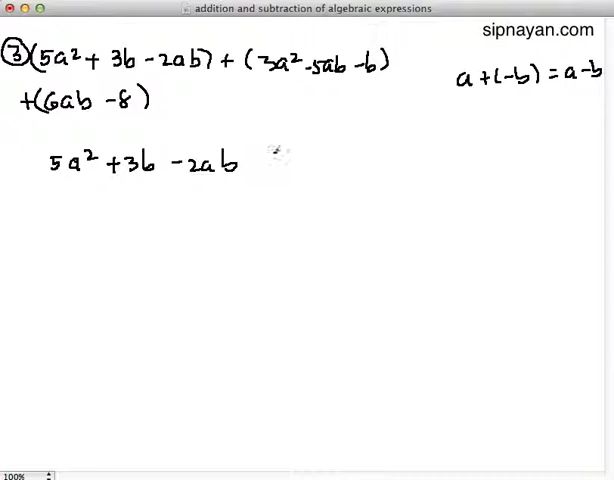 addition and subtraction of algebraic expressions
sipnayan.com
③(5a² + 3b - 2ab) + (3a² - 5ab - b)
a + (-b) = a - b
+(6ab - 8)
5a² + 3b - 2ab
100%